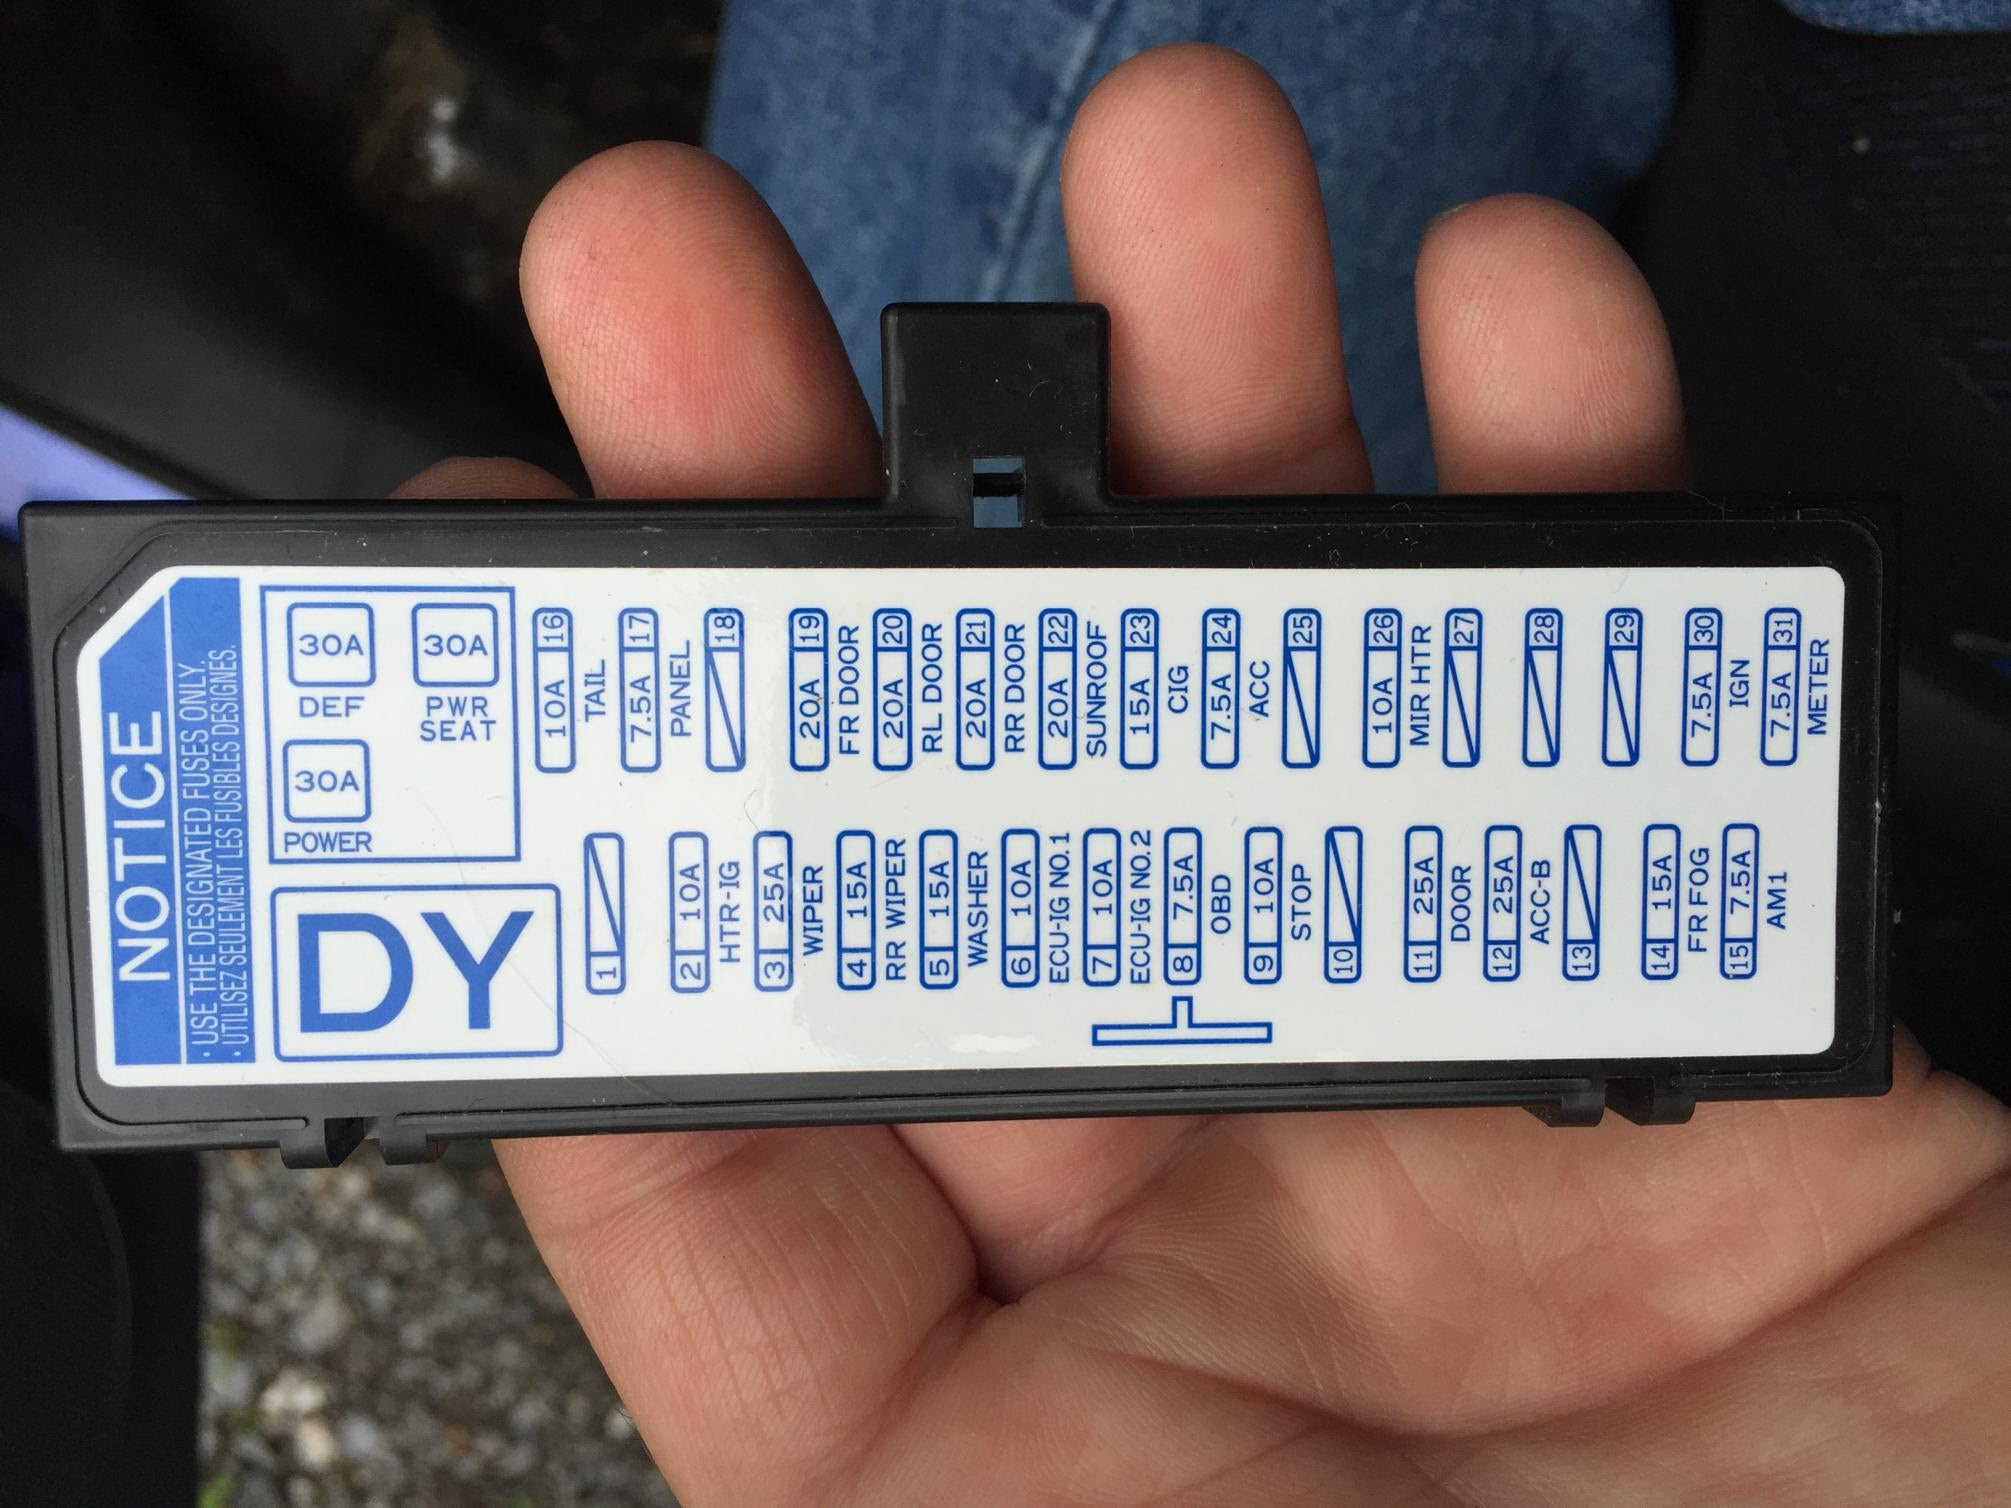 NOTICE
· USE THE DESIGNATED FUSES ONLY.
· UTILISEZ SEULEMENT LES FUSIBLES DESIGNES.
30A
DEF
30A
PWR
SEAT
30A
POWER
DY
16 10A
TAIL
17 7.5A
PANEL
18
19 20A
FR DOOR
20 20A
RL DOOR
21 20A
RR DOOR
22 20A
SUNROOF
23 15A
CIG
24 7.5A
ACC
25
26 10A
MIR HTR
27
28
29
30 7.5A
IGN
31 7.5A
METER
1
2 10A
HTR-IG
3 25A
WIPER
4 15A
RR WIPER
5 15A
WASHER
6 10A
ECU-IG NO.1
7 10A
ECU-IG NO.2
8 7.5A
OBD
9 10A
STOP
10
11 25A
DOOR
12 25A
ACC-B
13
14 15A
FR FOG
15 7.5A
AM1